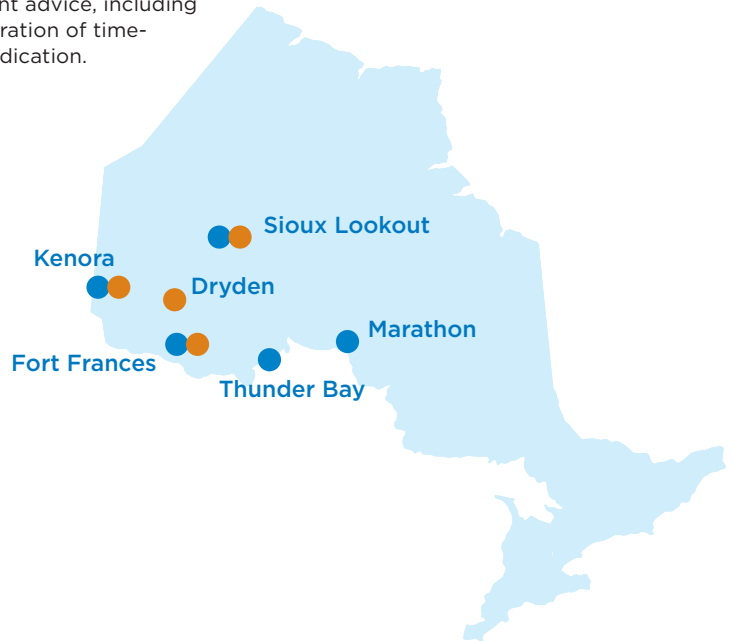 nt advice, including
ration of time-
dication.
Sioux Lookout
Kenora
Dryden
Marathon
Fort Frances
Thunder Bay